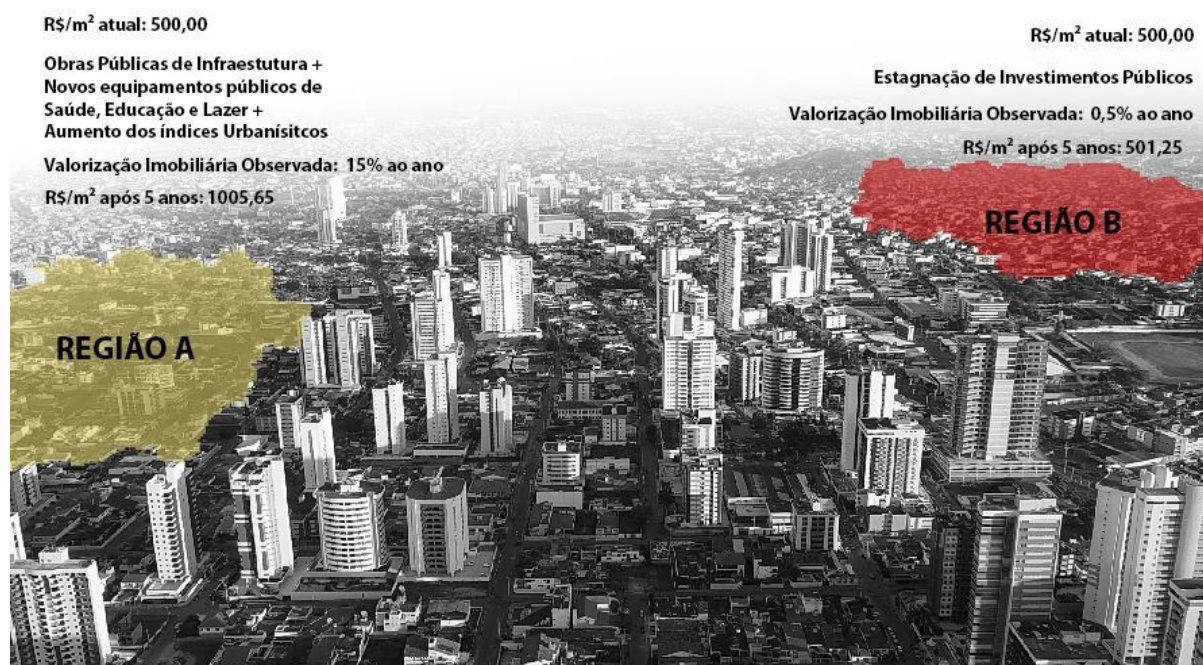 R$/m² atual: 500,00
Obras Públicas de Infraestutura +
Novos equipamentos públicos de
Saúde, Educação e Lazer +
Aumento dos índices Urbanísitcos
Valorização Imobiliária Observada: 15% ao ano
R$/m² após 5 anos: 1005,65
REGIÃO A
R$/m² atual: 500,00
Estagnação de Investimentos Públicos
Valorização Imobiliária Observada: 0,5% ao ano
R$/m² após 5 anos: 501,25
REGIÃO B